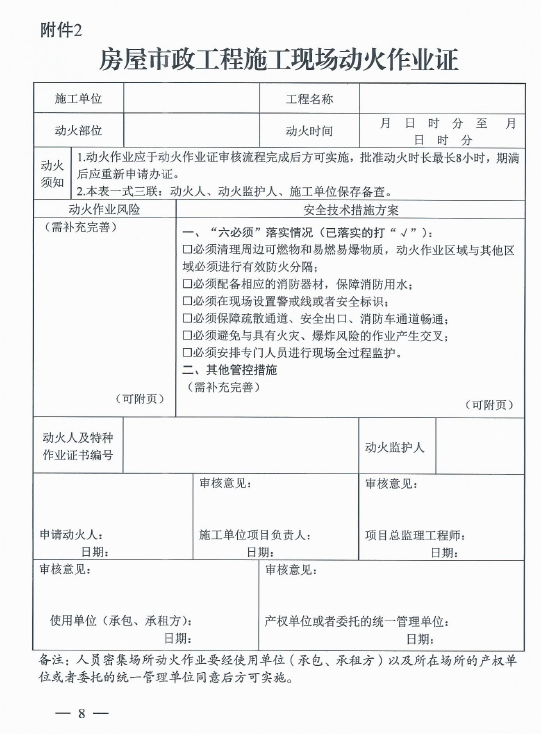 附件2
房屋市政工程施工现场动火作业证
施工单位
工程名称
动火部位
动火时间
月 日 时 分 至 月
日 时 分
动火
须知
1.动火作业应于动火作业证审核流程完成后方可实施，批准动火时长最长8小时，期满
后应重新申请办证。
2.本表一式三联：动火人、动火监护人、施工单位保存备查。
动火作业风险
安全技术措施方案
（需补充完善）
（可附页）
一、“六必须”落实情况（已落实的打“√”）：
□必须清理周边可燃物和易燃易爆物质，动火作业区域与其他区
域必须进行有效防火分隔；
□必须配备相应的消防器材，保障消防用水；
□必须在现场设置警戒线或者安全标识；
□必须保障疏散通道、安全出口、消防车通道畅通；
□必须避免与具有火灾、爆炸风险的作业产生交叉；
□必须安排专门人员进行现场全过程监护。
二、其他管控措施
（需补充完善）
（可附页）
动火人及特种
作业证书编号
动火监护人
申请动火人：
日期：
审核意见：
施工单位项目负责人：
日期：
审核意见：
项目总监理工程师：
日期：
审核意见：
使用单位（承包、承租方）：
日期：
审核意见：
产权单位或者委托的统一管理单位：
日期：
备注：人员密集场所动火作业要经使用单位（承包、承租方）以及所在场所的产权单
位或者委托的统一管理单位同意后方可实施。
— 8 —